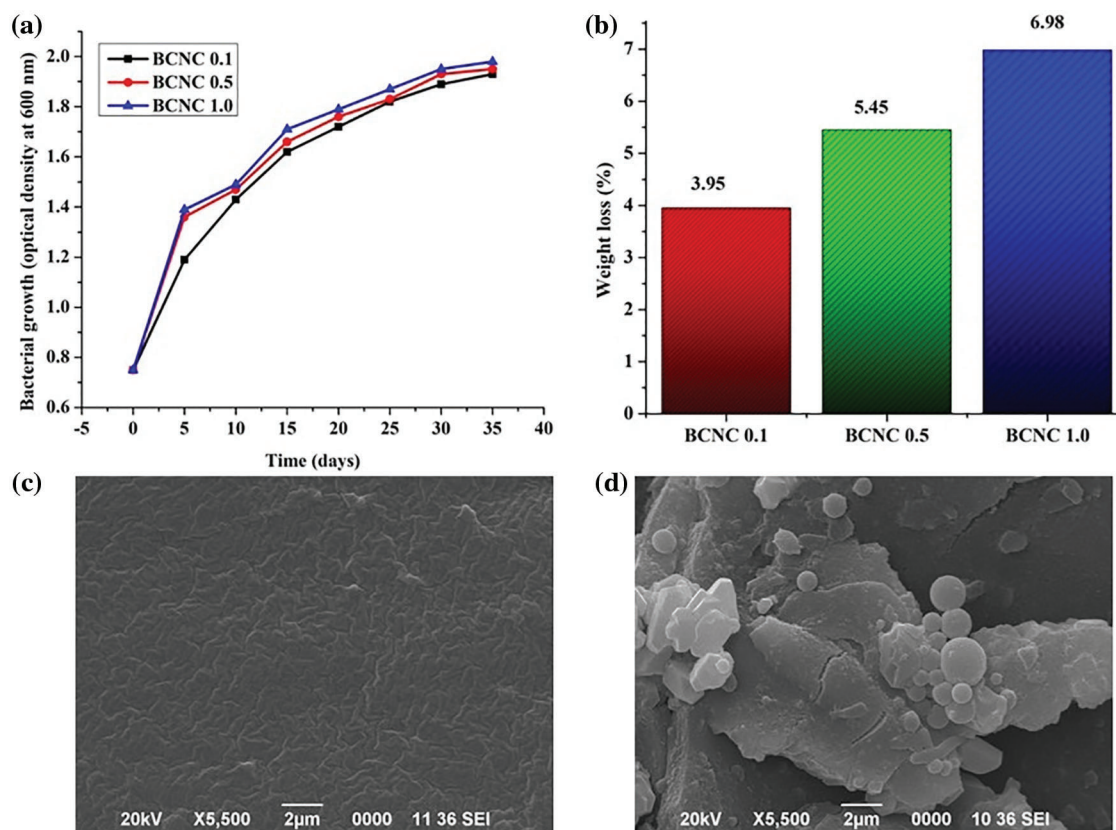 (a)
BCNC 0.1
BCNC 0.5
BCNC 1.0
Bacterial growth (optical density at 600 nm)
2.0
1.8
1.6
1.4
1.2
1.0
0.8
0.6
-5 0 5 10 15 20 25 30 35 40
Time (days)
(b)
Weight loss (%)
7
6
5
4
3
2
1
0
3.95
5.45
6.98
BCNC 0.1 BCNC 0.5 BCNC 1.0
(c)
20kV X5,500 2µm 0000 11 36 SEI
(d)
20kV X5,500 2µm 0000 10 36 SEI